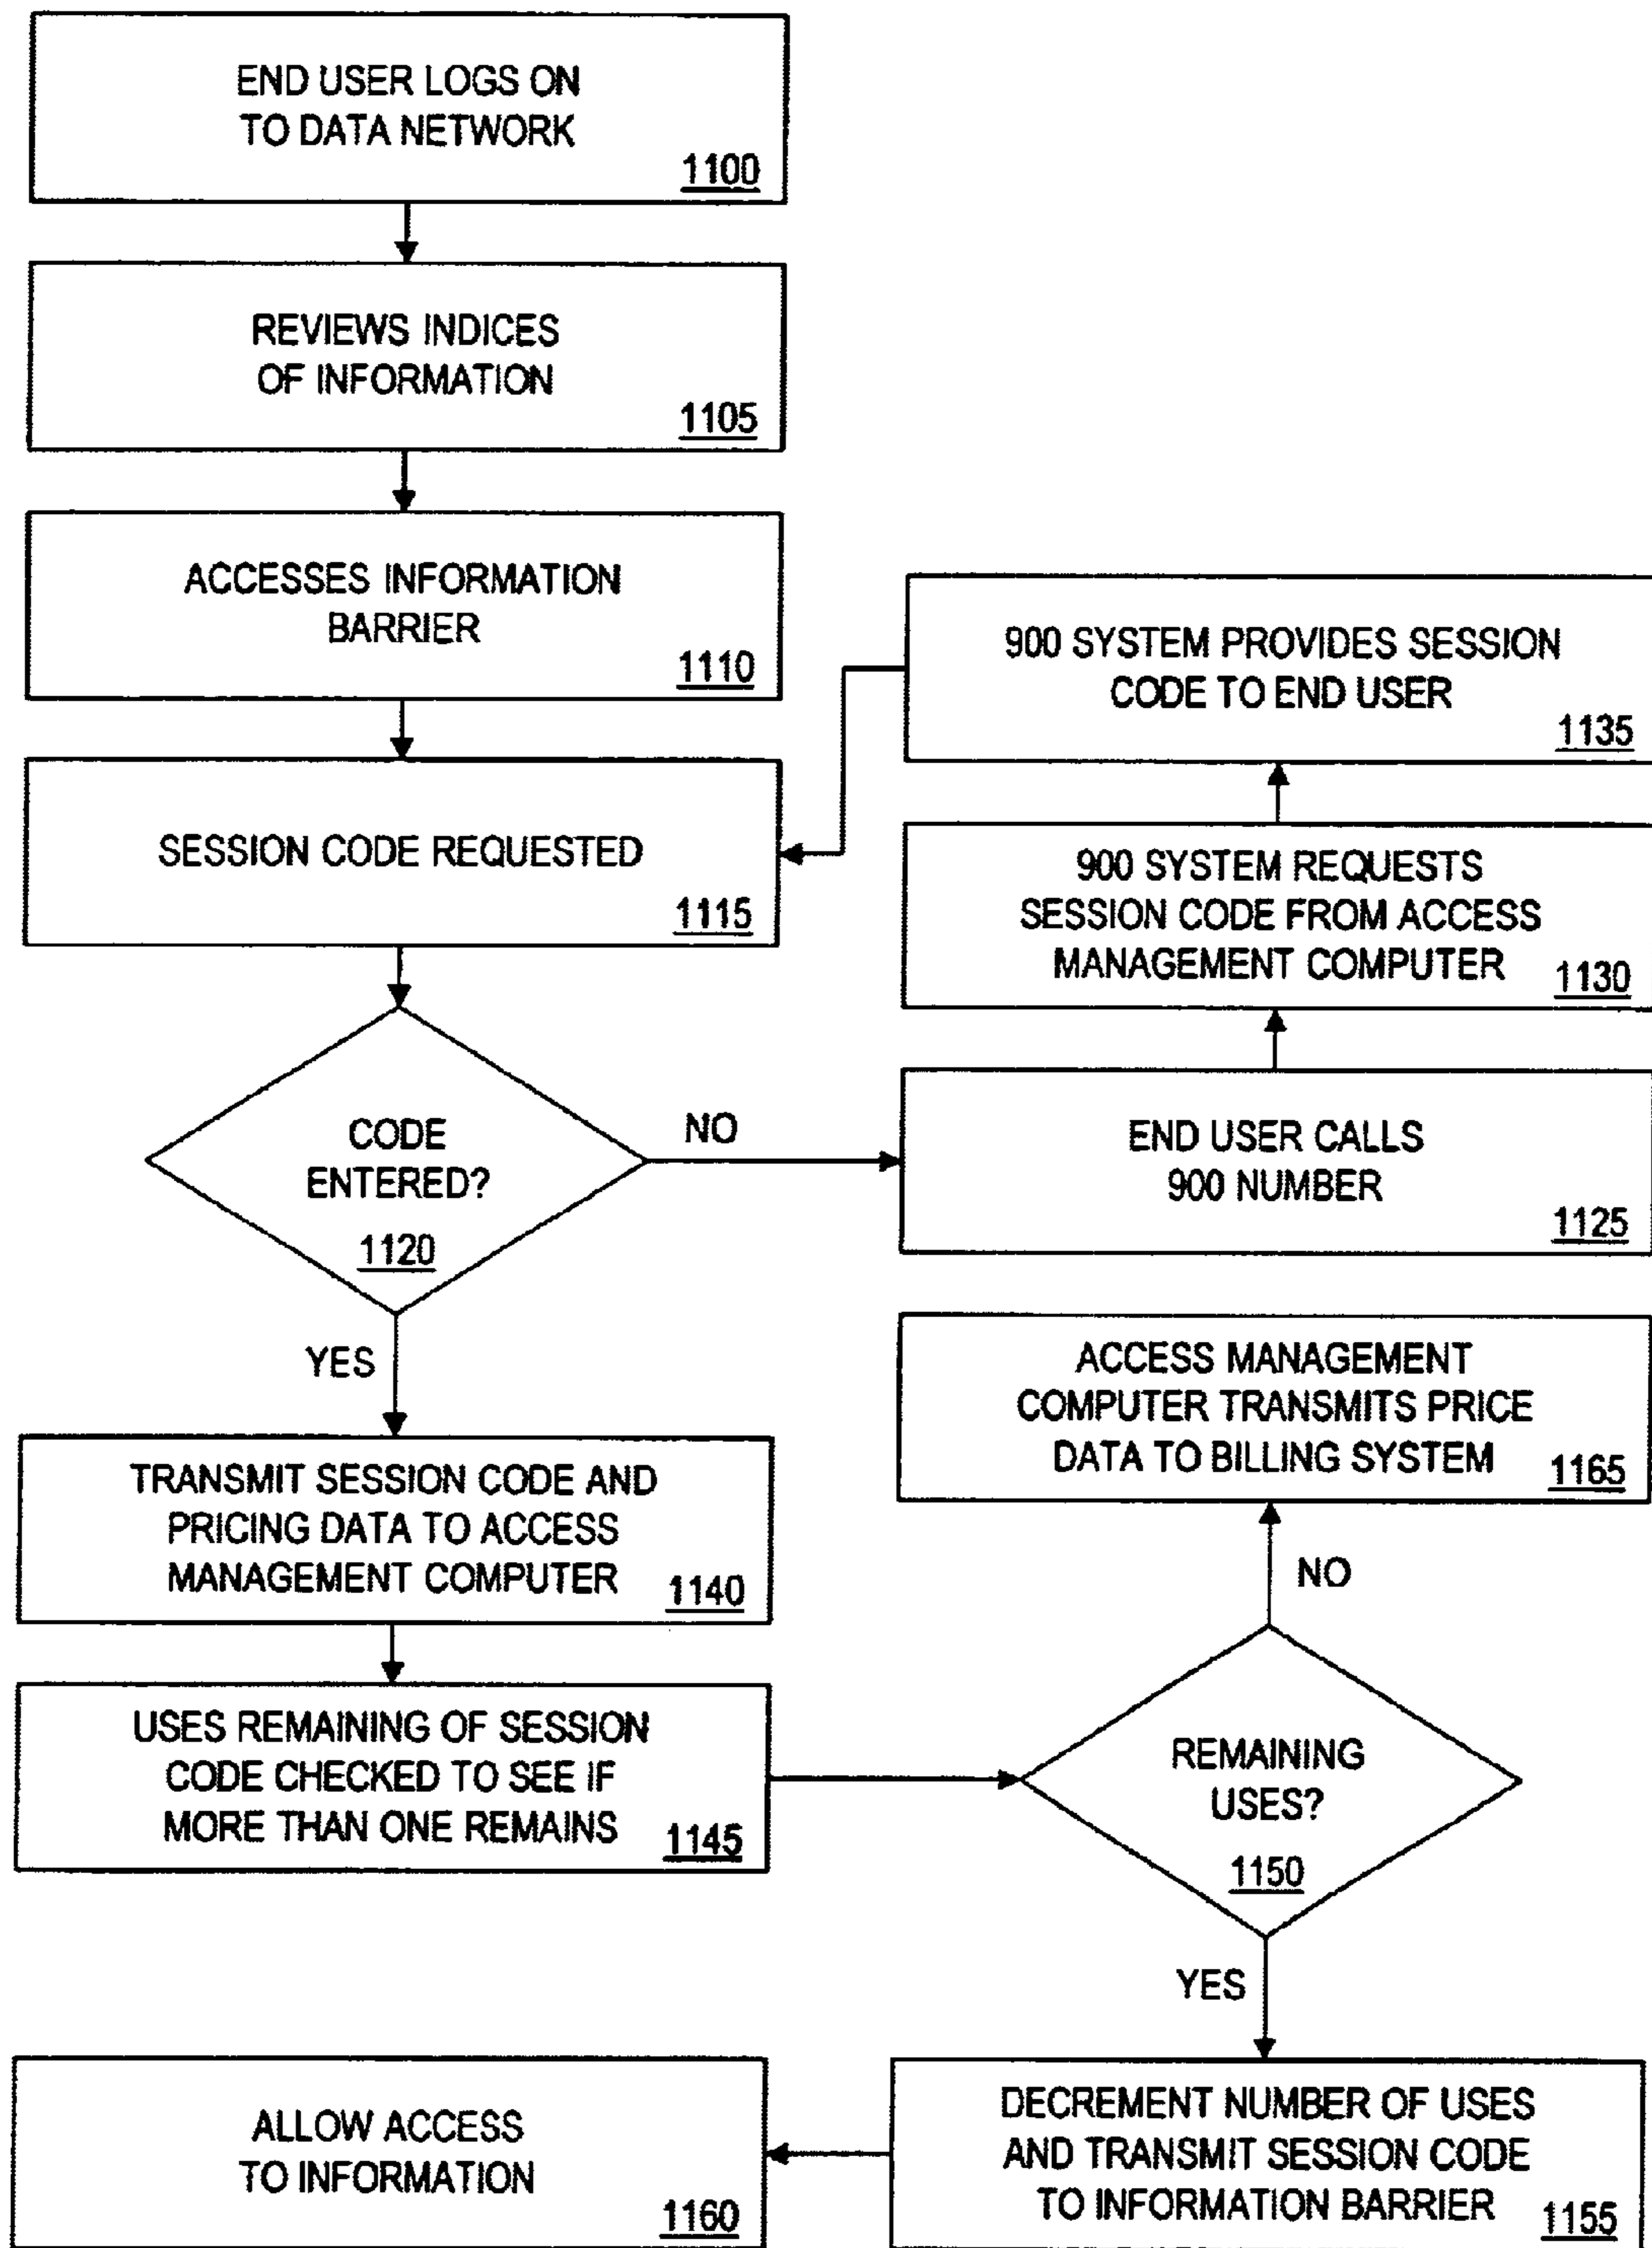 END USER LOGS ON
TO DATA NETWORK
1100
REVIEWS INDICES
OF INFORMATION
1105
ACCESSES INFORMATION
BARRIER
1110
SESSION CODE REQUESTED
1115
CODE
ENTERED?
1120
NO
YES
END USER CALLS
900 NUMBER
1125
900 SYSTEM REQUESTS
SESSION CODE FROM ACCESS
MANAGEMENT COMPUTER
1130
900 SYSTEM PROVIDES SESSION
CODE TO END USER
1135
TRANSMIT SESSION CODE AND
PRICING DATA TO ACCESS
MANAGEMENT COMPUTER
1140
USES REMAINING OF SESSION
CODE CHECKED TO SEE IF
MORE THAN ONE REMAINS
1145
REMAINING
USES?
1150
NO
ACCESS MANAGEMENT
COMPUTER TRANSMITS PRICE
DATA TO BILLING SYSTEM
1165
YES
DECREMENT NUMBER OF USES
AND TRANSMIT SESSION CODE
TO INFORMATION BARRIER
1155
ALLOW ACCESS
TO INFORMATION
1160